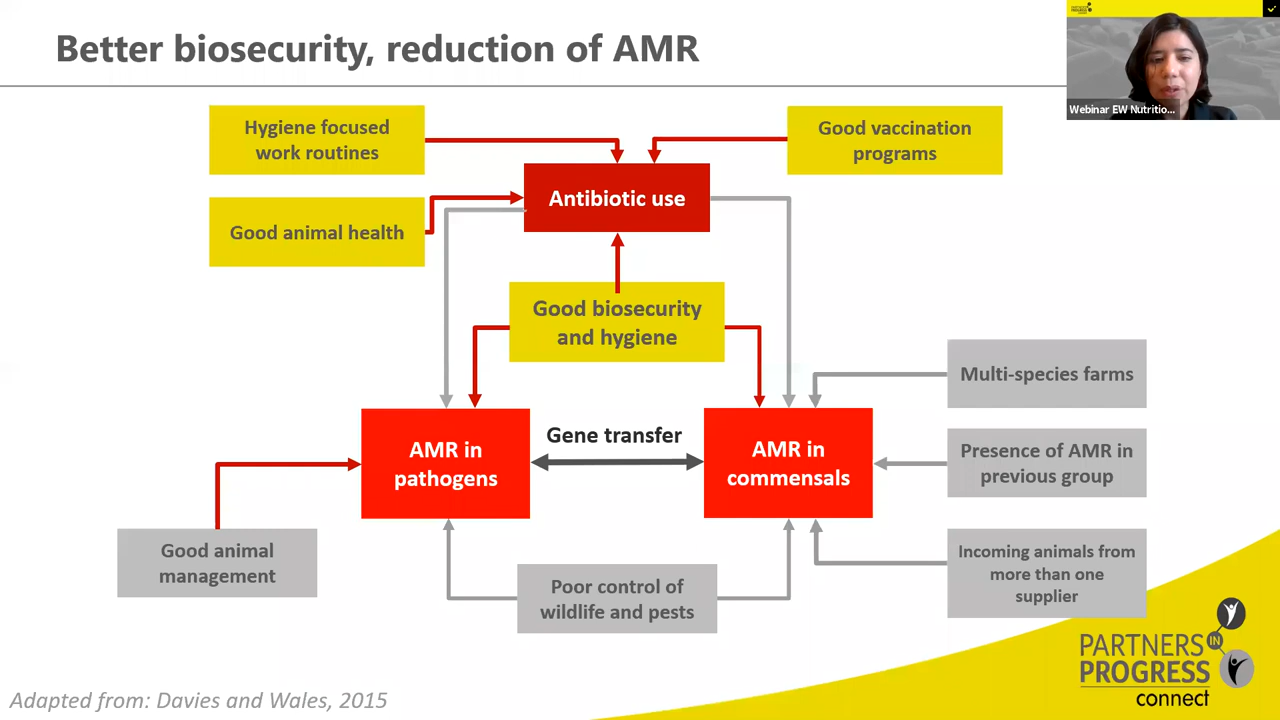 Better biosecurity, reduction of AMR
PARTNERS IN
PROGRESS
Webinar EW Nutritio...
Hygiene focused
work routines
Good vaccination
programs
Antibiotic use
Good animal health
Good biosecurity
and hygiene
Multi-species farms
AMR in
pathogens
Gene transfer
AMR in
commensals
Presence of AMR in
previous group
Good animal
management
Poor control of
wildlife and pests
Incoming animals from
more than one
supplier
PARTNERS IN
PROGRESS
connect
Adapted from: Davies and Wales, 2015